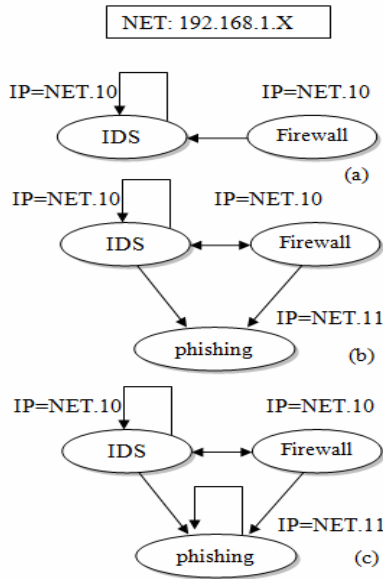 NET: 192.168.1.X
IP=NET.10 IP=NET.10
IDS Firewall
(a)
IP=NET.10 IP=NET.10
IDS Firewall
IP=NET.11
phishing (b)
IP=NET.10 IP=NET.10
IDS Firewall
IP=NET.11
phishing (c)